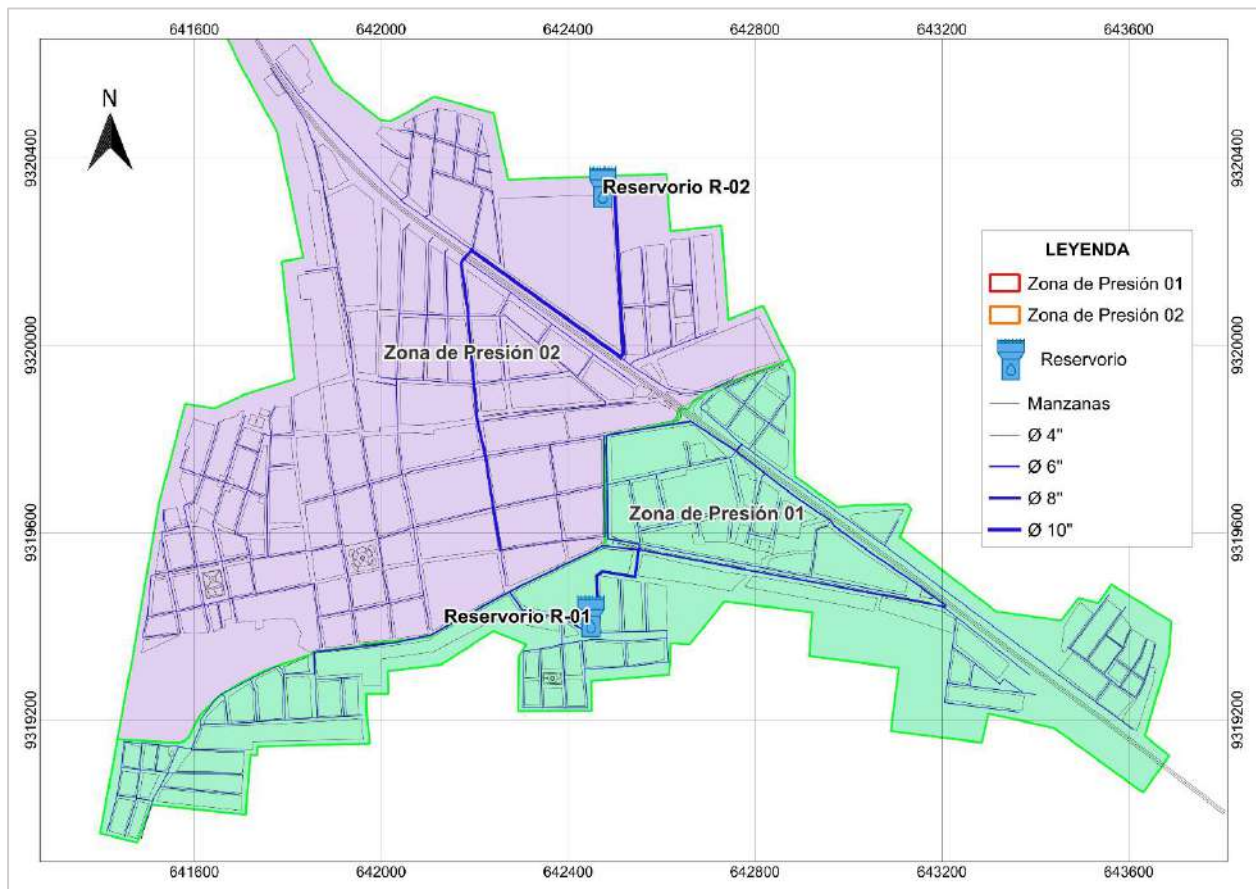 641600 642000 642400 642800 643200 643600
N
9320400
9320400
Reservorio R-02
LEYENDA
Zona de Presión 01
Zona de Presión 02
Reservorio
Manzanas
Ø 4"
Ø 6"
Ø 8"
Ø 10"
9320000
Zona de Presión 02
9320000
Zona de Presión 01
9319600
9319600
Reservorio R-01
9319200
9319200
641600 642000 642400 642800 643200 643600